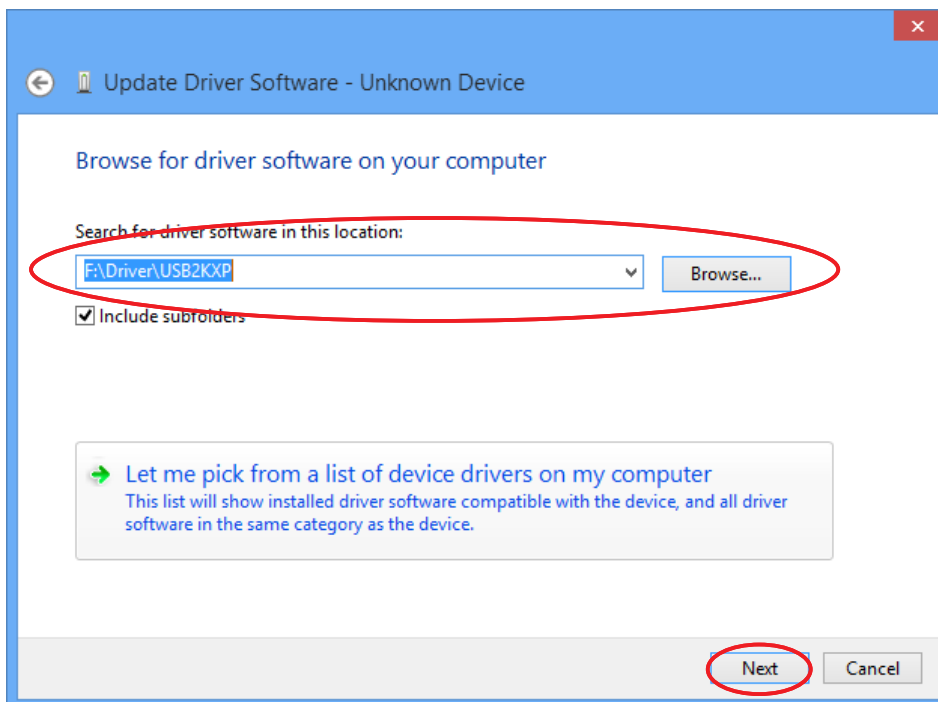 Update Driver Software - Unknown Device
Browse for driver software on your computer
Search for driver software in this location:
F:\Driver\USB2KXP
Browse...
Include subfolders
Let me pick from a list of device drivers on my computer
This list will show installed driver software compatible with the device, and all driver
software in the same category as the device.
Next
Cancel